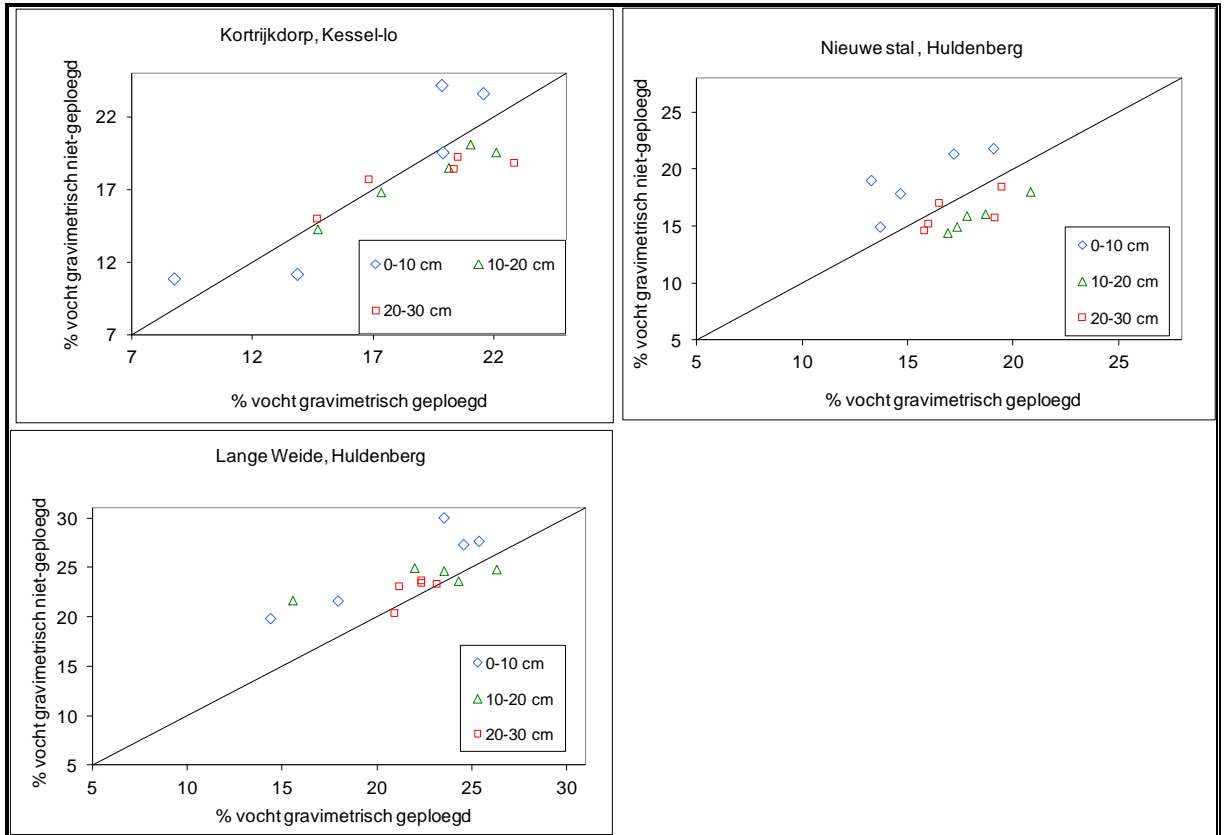 Kortrijkdorp, Kessel-lo
% vocht gravimetrisch niet-geploegd
22
17
12
7
7 12 17 22
0-10 cm 10-20 cm
20-30 cm
% vocht gravimetrisch geploegd
Nieuwe stal , Huldenberg
% vocht gravimetrisch niet-geploegd
25
20
15
10
5
5 10 15 20 25
0-10 cm
10-20 cm
20-30 cm
% vocht gravimetrisch geploegd
Lange Weide, Huldenberg
% vocht gravimetrisch niet-geploegd
30
25
20
15
10
5
5 10 15 20 25 30
0-10 cm
10-20 cm
20-30 cm
% vocht gravimetrisch geploegd